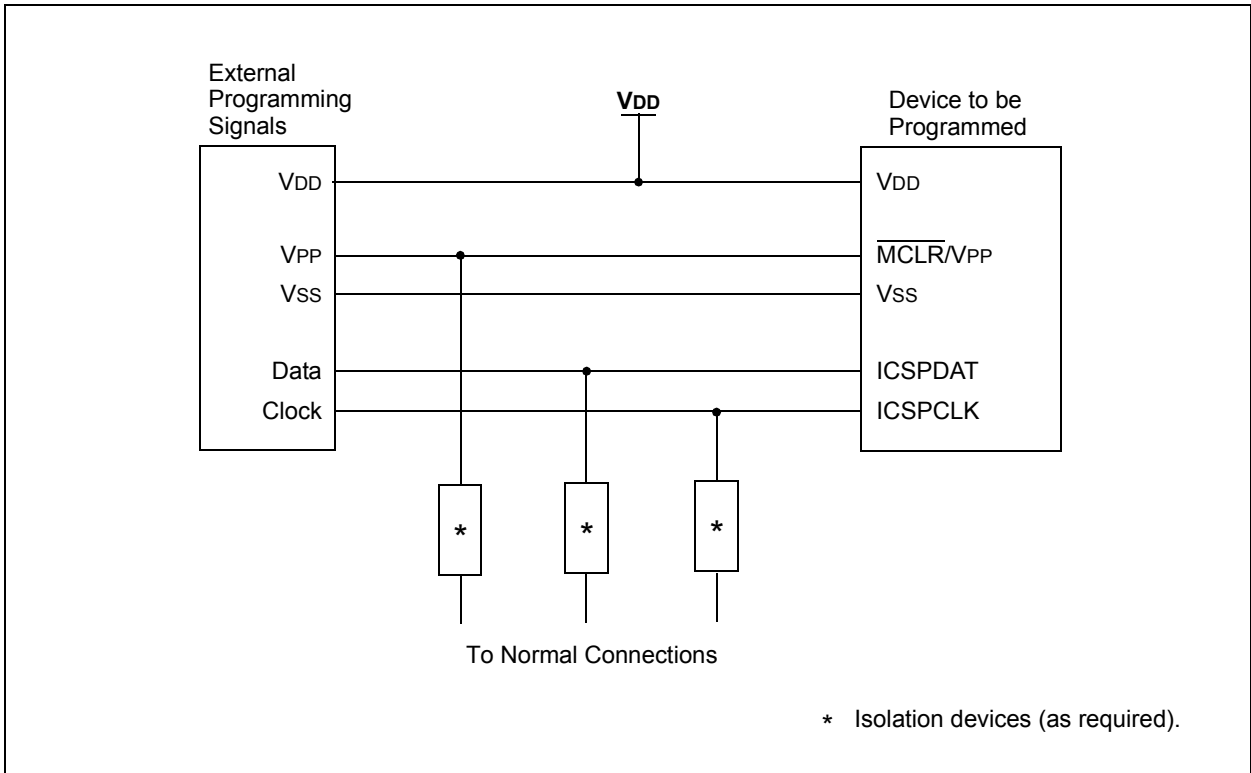 External
Programming
Signals
VDD
Device to be
Programmed
VDD
VDD
VPP
MCLR/VPP
VSS
VSS
Data
ICSPDAT
Clock
ICSPCLK
*
*
*
To Normal Connections
* Isolation devices (as required).